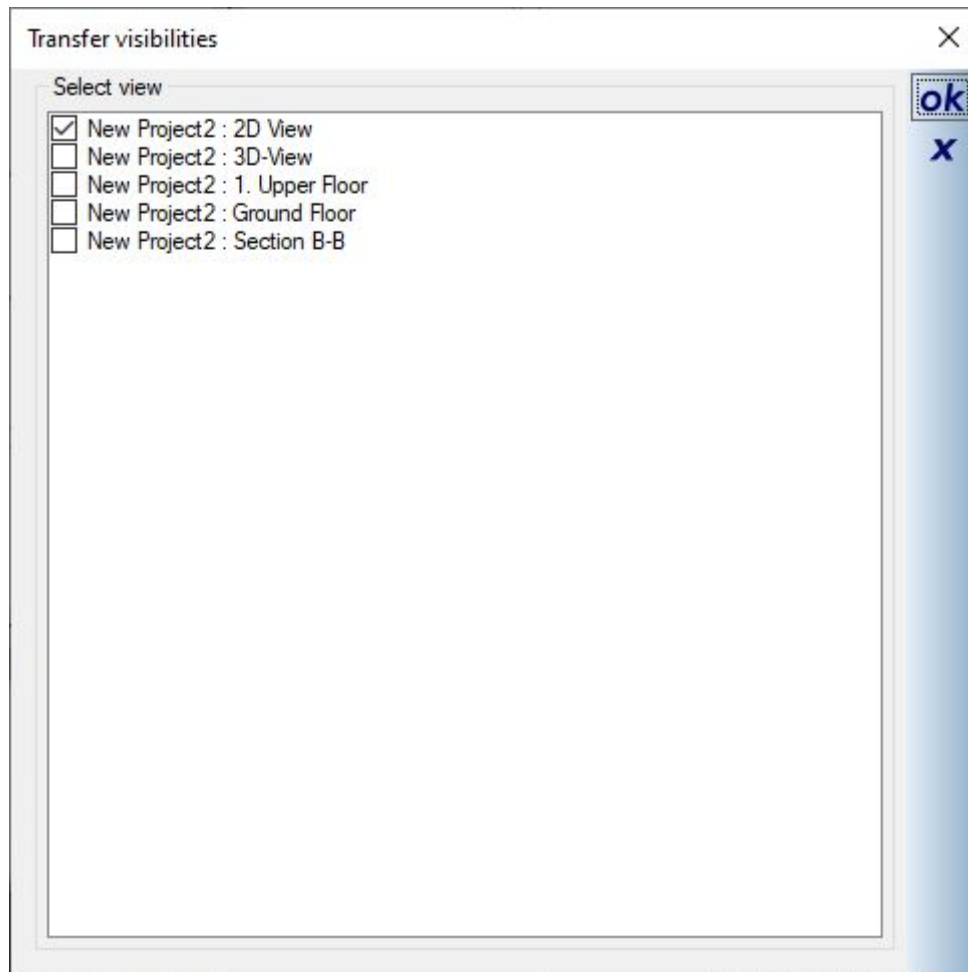 Transfer visibilities
Select view
New Project2 : 2D View
New Project2 : 3D-View
New Project2 : 1. Upper Floor
New Project2 : Ground Floor
New Project2 : Section B-B
ok
x